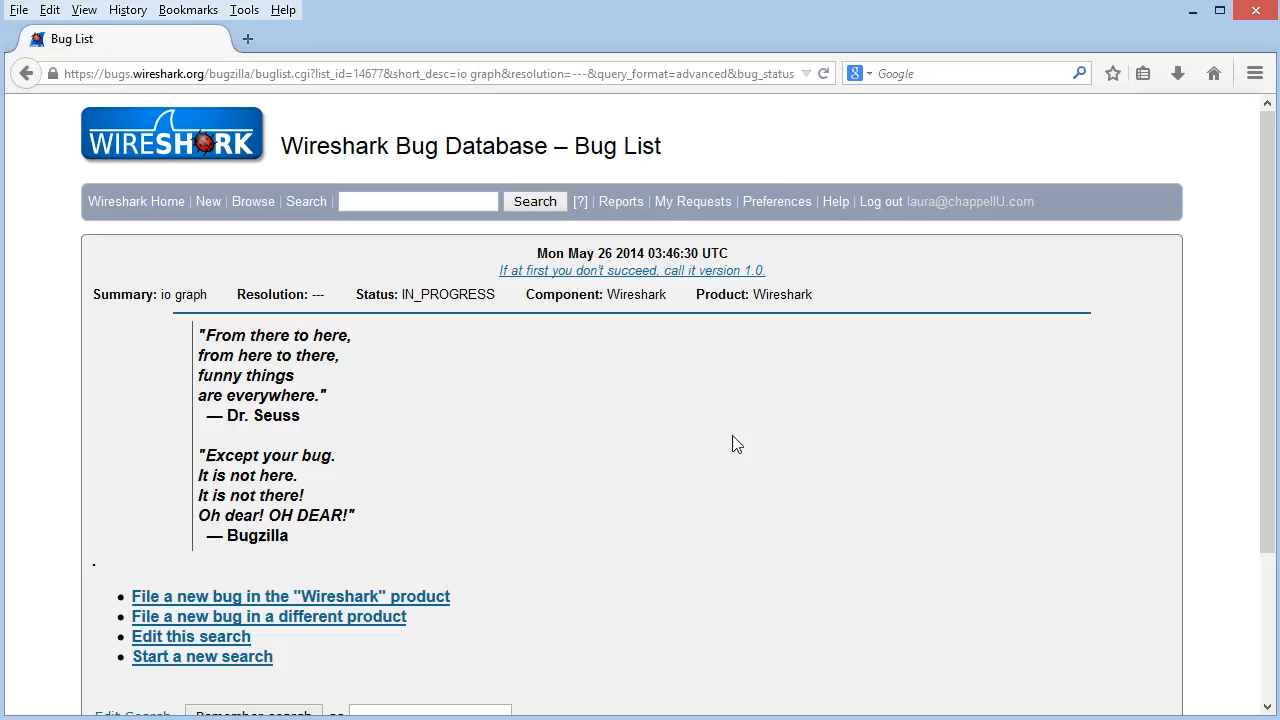 File Edit View History Bookmarks Tools Help
Bug List
https://bugs.wireshark.org/bugzilla/buglist.cgi?list_id=14677&short_desc=io graph&resolution=---&query_format=advanced&bug_status
Google
WIRESHARK
Wireshark Bug Database – Bug List
Wireshark Home | New | Browse | Search | Search [?] | Reports | My Requests | Preferences | Help | Log out laura@chappellU.com
Mon May 26 2014 03:46:30 UTC
If at first you don't succeed, call it version 1.0.
Summary: io graph Resolution: --- Status: IN_PROGRESS Component: Wireshark Product: Wireshark
"From there to here,
from here to there,
funny things
are everywhere."
— Dr. Seuss
"Except your bug.
It is not here.
It is not there!
Oh dear! OH DEAR!"
— Bugzilla
.
File a new bug in the "Wireshark" product
File a new bug in a different product
Edit this search
Start a new search
Edit Search Remember search as